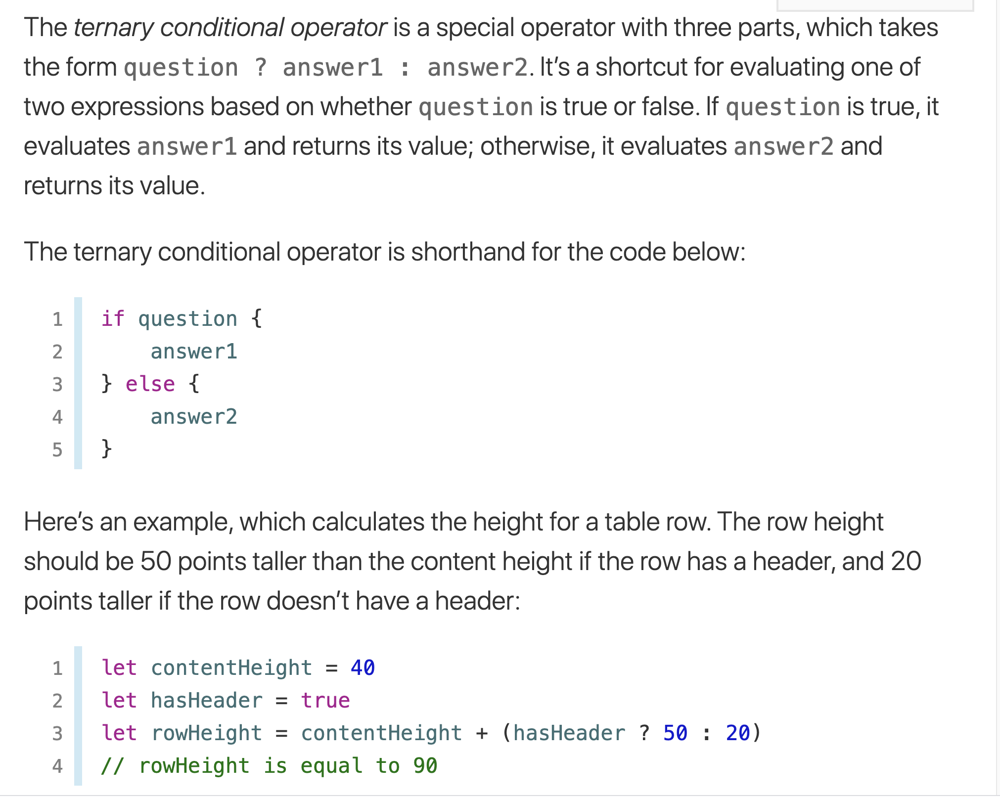 The ternary conditional operator is a special operator with three parts, which takes
the form question ? answer1 : answer2. It’s a shortcut for evaluating one of
two expressions based on whether question is true or false. If question is true, it
evaluates answer1 and returns its value; otherwise, it evaluates answer2 and
returns its value.
The ternary conditional operator is shorthand for the code below:
1 if question {
2     answer1
3 } else {
4     answer2
5 }
Here’s an example, which calculates the height for a table row. The row height
should be 50 points taller than the content height if the row has a header, and 20
points taller if the row doesn’t have a header:
1 let contentHeight = 40
2 let hasHeader = true
3 let rowHeight = contentHeight + (hasHeader ? 50 : 20)
4 // rowHeight is equal to 90